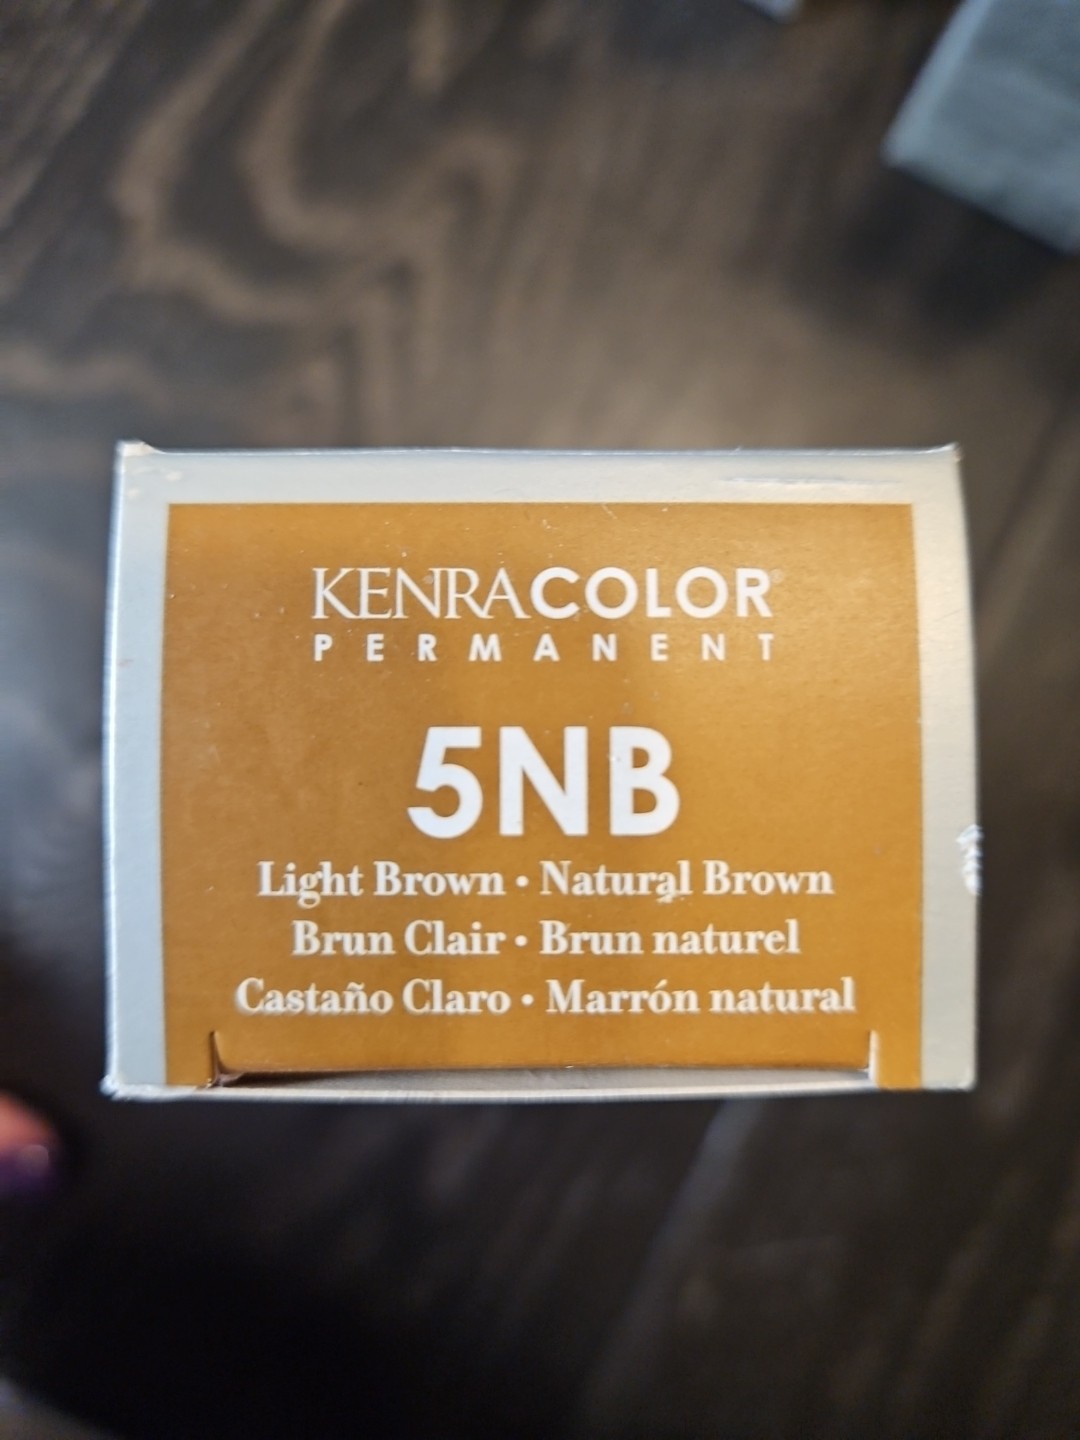 KENRACOLOR®
PERMANENT
5NB
Light Brown • Natural Brown
Brun Clair • Brun naturel
Castaño Claro • Marrón natural